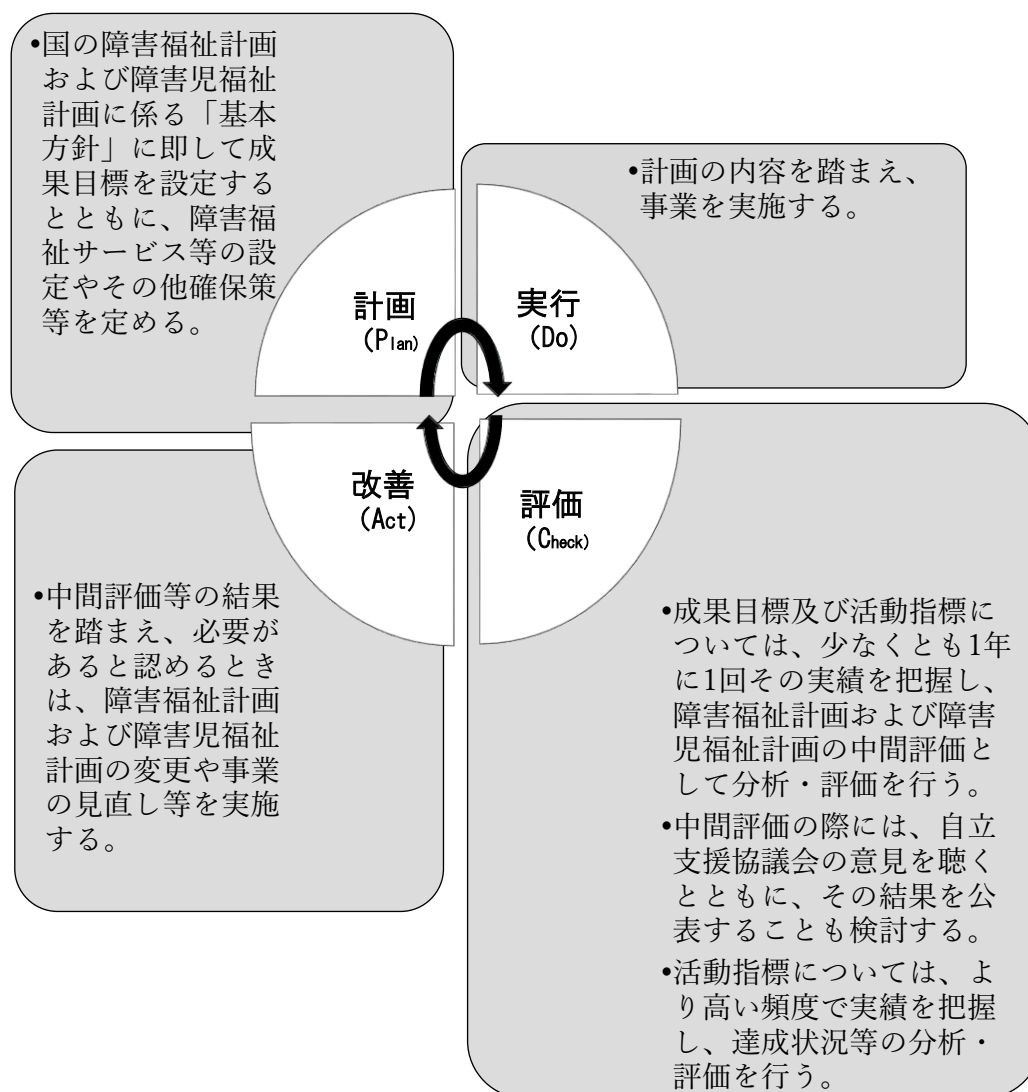 •国の障害福祉計画
および障害児福祉
計画に係る「基本
方針」に即して成
果目標を設定する
とともに、障害福
祉サービス等の設
定やその他確保策
等を定める。
•計画の内容を踏まえ、
事業を実施する。
計画
(Plan)
実行
(Do)
改善
(Act)
評価
(Check)
•中間評価等の結果
を踏まえ、必要が
あると認めるとき
は、障害福祉計画
および障害児福祉
計画の変更や事業
の見直し等を実施
する。
•成果目標及び活動指標に
ついては、少なくとも1年
に1回その実績を把握し、
障害福祉計画および障害
児福祉計画の中間評価と
して分析・評価を行う。
•中間評価の際には、自立
支援協議会の意見を聴く
とともに、その結果を公
表することも検討する。
•活動指標については、よ
り高い頻度で実績を把握
し、達成状況等の分析・
評価を行う。